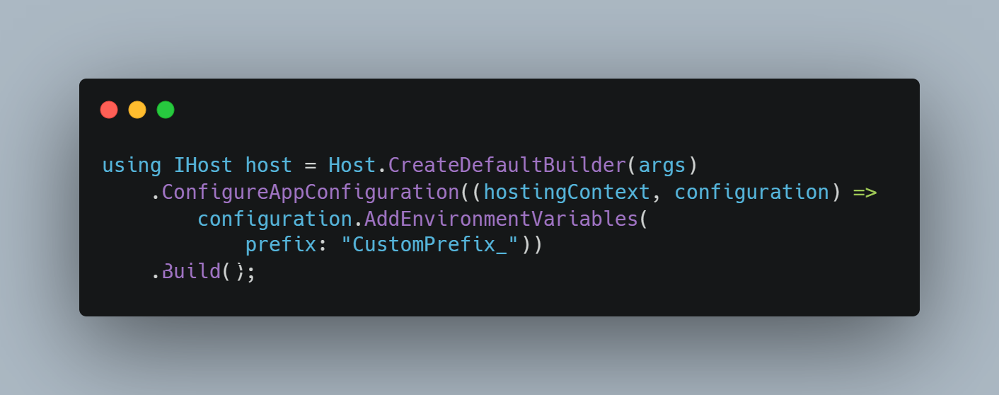 using IHost host = Host.CreateDefaultBuilder(args)
    .ConfigureAppConfiguration((hostingContext, configuration) =>
        configuration.AddEnvironmentVariables(
            prefix: "CustomPrefix_"))
    .Build();